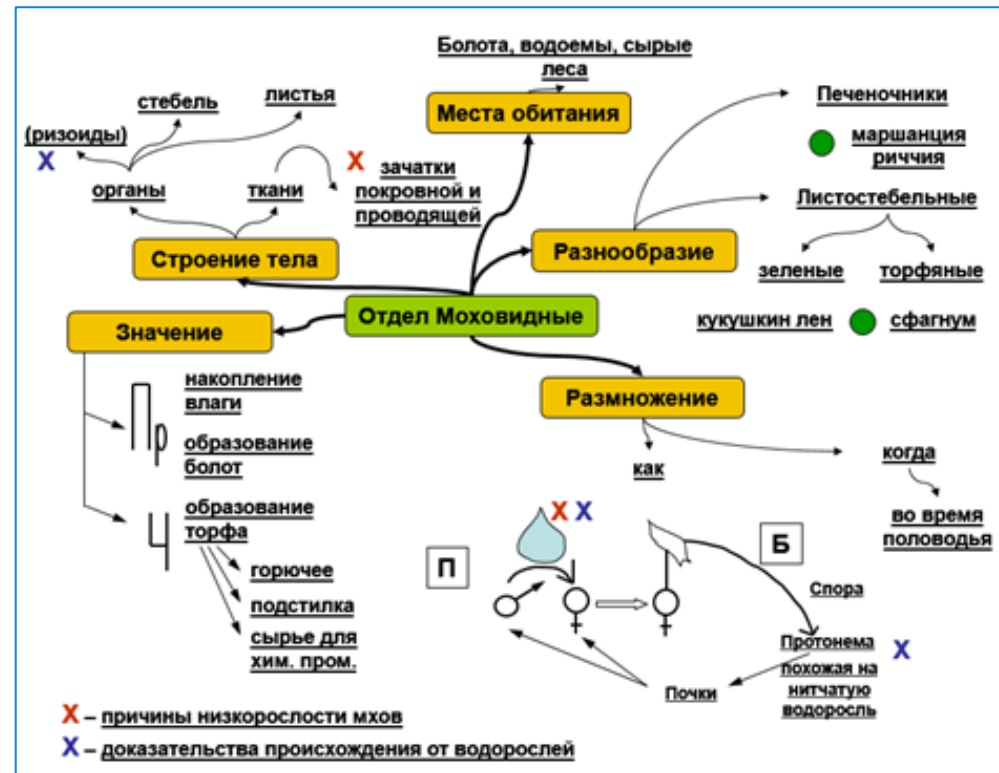 Болота, водоемы, сырые
леса
Места обитания
стебель
листья
(ризоиды)
X
органы
ткани
X
зачатки
покровной и
проводящей
Строение тела
Печеночники
маршанция
риччия
Листостебельные
Разнообразие
зеленые
торфяные
кукушкин лен
сфагнум
Отдел Моховидные
Значение
накопление
влаги
образование
болот
образование
торфа
горючее
подстилка
сырье для
хим. пром.
Размножение
как
когда
во время
половодья
X X
П
Б
Спора
Протонема
X
похожая на
нитчатую
водоросль
Почки
X – причины низкорослости мхов
X – доказательства происхождения от водорослей